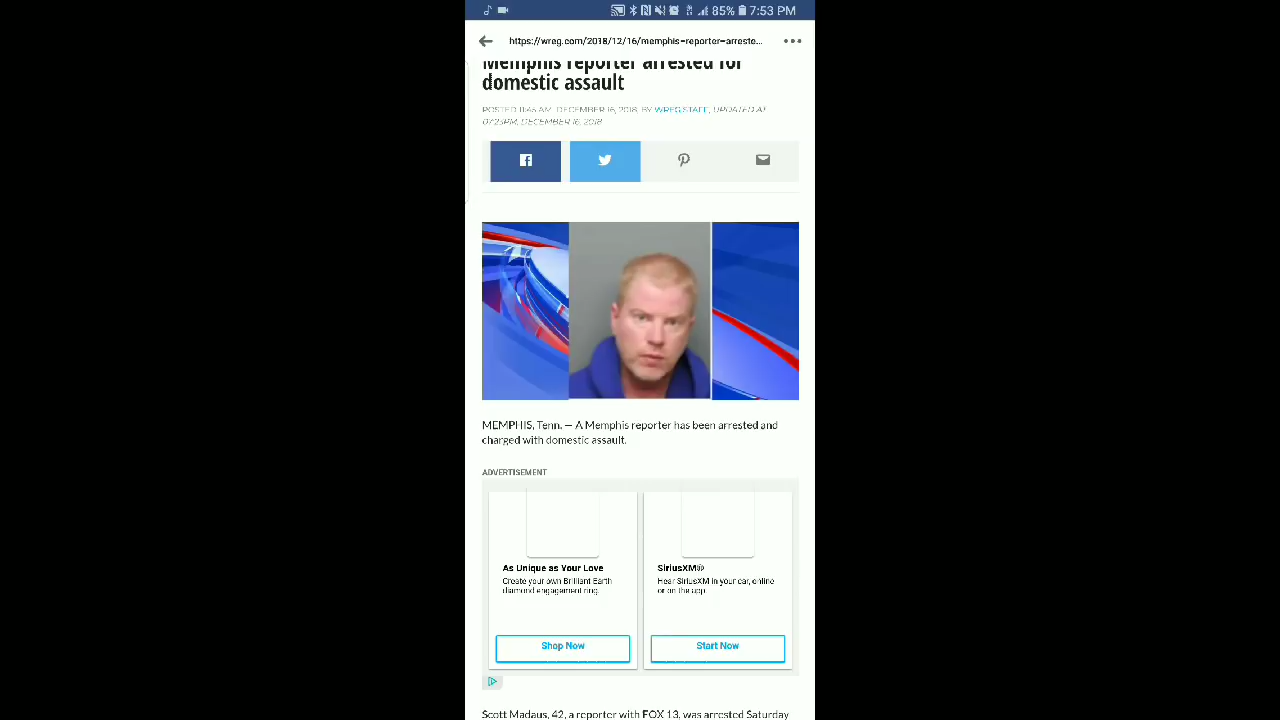 85% 7:53 PM
https://wreg.com/2018/12/16/memphis-reporter-arreste...
Memphis reporter arrested for
domestic assault
POSTED 11:45 AM, DECEMBER 16, 2018, BY WREG STAFF, UPDATED AT
07:23PM, DECEMBER 16, 2018
MEMPHIS, Tenn. — A Memphis reporter has been arrested and
charged with domestic assault.
ADVERTISEMENT
As Unique as Your Love
Create your own Brilliant Earth
diamond engagement ring.
Shop Now
SiriusXM®
Hear SiriusXM in your car, online
or on the app.
Start Now
Scott Madaus, 42, a reporter with FOX 13, was arrested Saturday